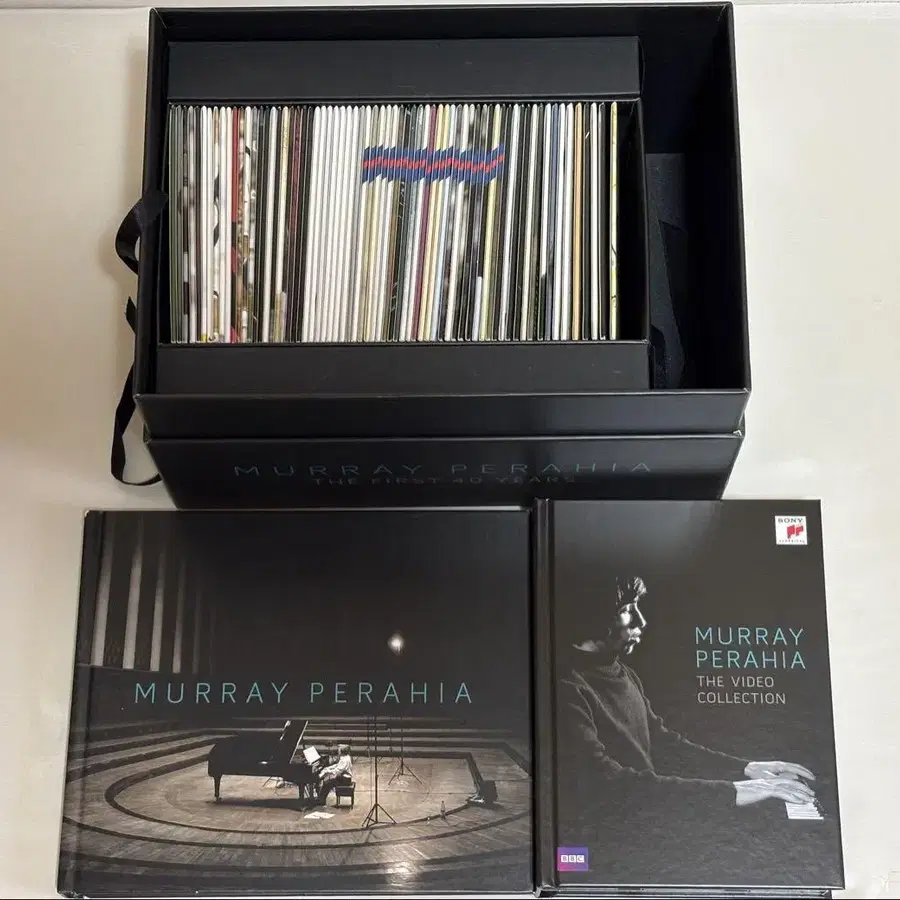 MURRAY PERAHIA
THE FIRST 40 YEARS
MURRAY PERAHIA
SONY
MURRAY
PERAHIA
THE VIDEO
COLLECTION
BBC